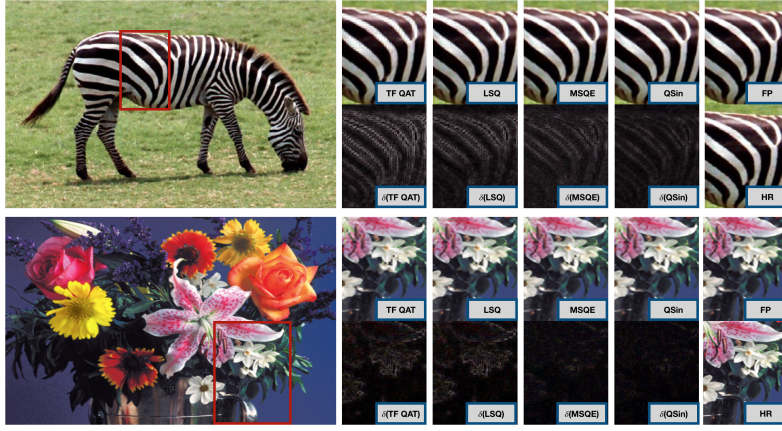 TF QAT
LSQ
MSQE
QSin
FP
δ(TF QAT)
δ(LSQ)
δ(MSQE)
δ(QSin)
HR
TF QAT
LSQ
MSQE
QSin
FP
δ(TF QAT)
δ(LSQ)
δ(MSQE)
δ(QSin)
HR